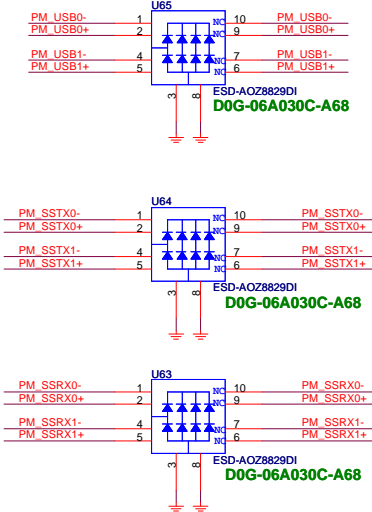 U65
PM_USB0- 1 NC 10 PM_USB0-
PM_USB0+ 2 NC 9 PM_USB0+
PM_USB1- 4 NC 7 PM_USB1-
PM_USB1+ 5 NC 6 PM_USB1+
3 8 ESD-AOZ8829DI
D0G-06A030C-A68
U64
PM_SSTX0- 1 NC 10 PM_SSTX0-
PM_SSTX0+ 2 NC 9 PM_SSTX0+
PM_SSTX1- 4 NC 7 PM_SSTX1-
PM_SSTX1+ 5 NC 6 PM_SSTX1+
3 8 ESD-AOZ8829DI
D0G-06A030C-A68
U63
PM_SSRX0- 1 NC 10 PM_SSRX0-
PM_SSRX0+ 2 NC 9 PM_SSRX0+
PM_SSRX1- 4 NC 7 PM_SSRX1-
PM_SSRX1+ 5 NC 6 PM_SSRX1+
3 8 ESD-AOZ8829DI
D0G-06A030C-A68